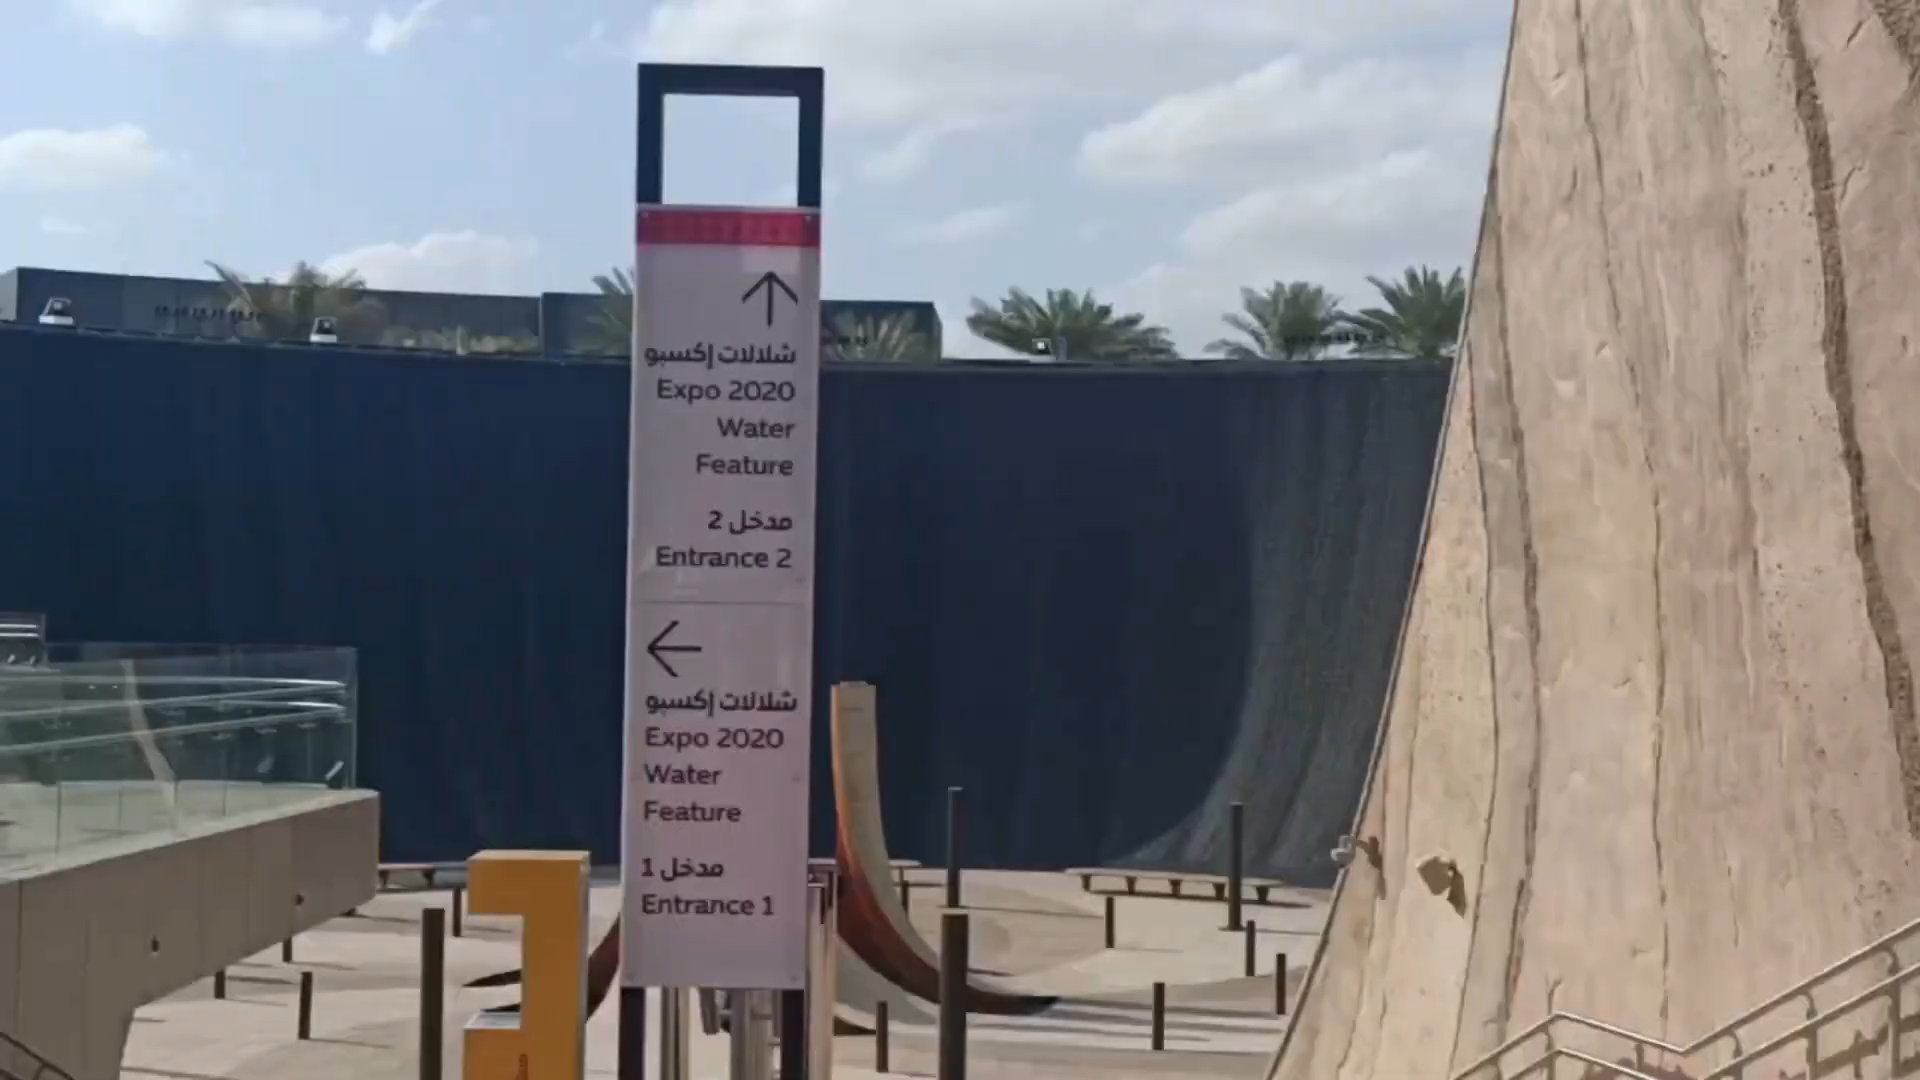 شلالات إكسبو
Expo 2020
Water
Feature
مدخل 2
Entrance 2
شلالات إكسبو
Expo 2020
Water
Feature
مدخل 1
Entrance 1